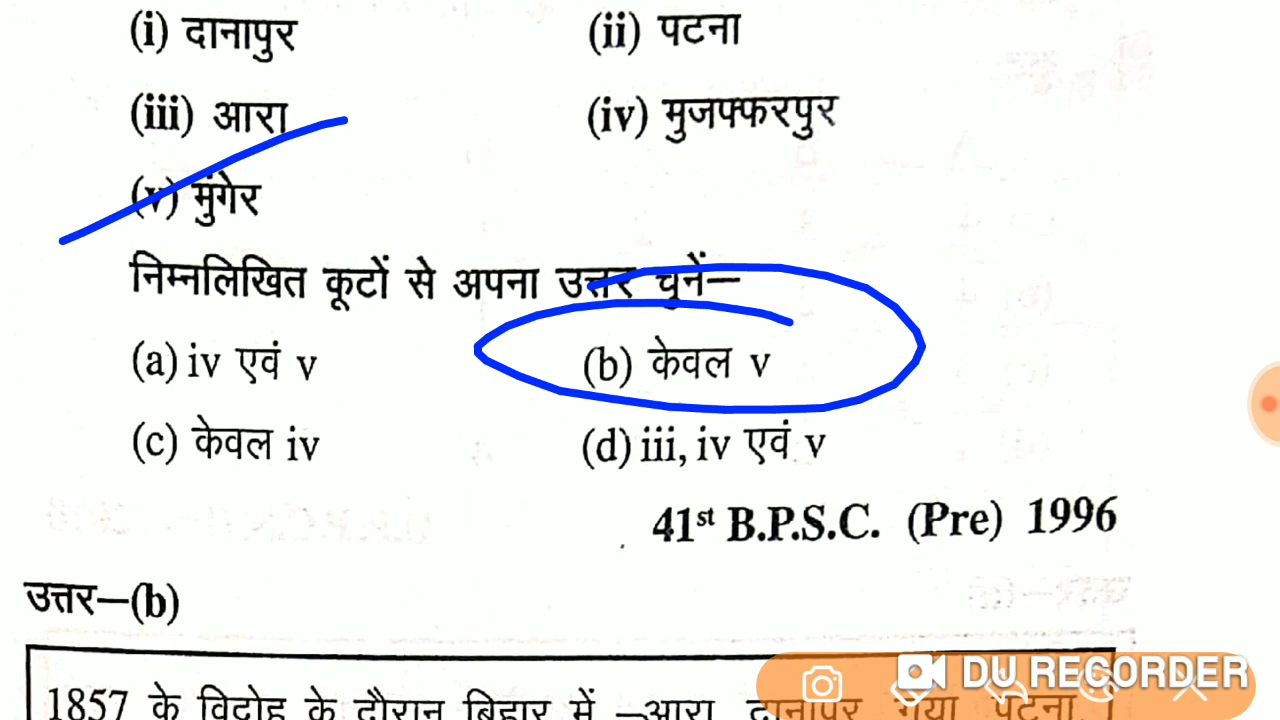 (i) दानापुर (ii) पटना
(iii) आरा (iv) मुजफ्फरपुर
(v) मुंगेर
निम्नलिखित कूटों से अपना उत्तर चुनें—
(a) iv एवं v (b) केवल v
(c) केवल iv (d) iii, iv एवं v
41st B.P.S.C. (Pre) 1996
उत्तर—(b)
1857 के विद्रोह के दौरान बिहार में —आरा, दानापुर, गया, पटना,
DU RECORDER